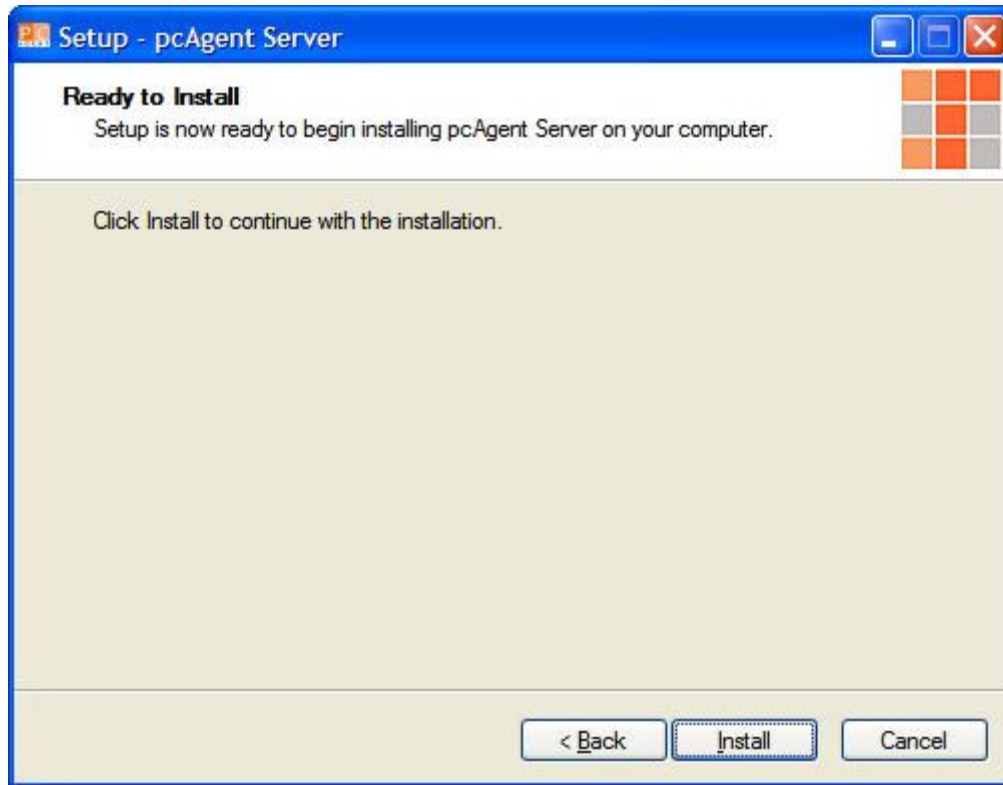 Setup - pcAgent Server
Ready to Install
Setup is now ready to begin installing pcAgent Server on your computer.
Click Install to continue with the installation.
< Back
Install
Cancel